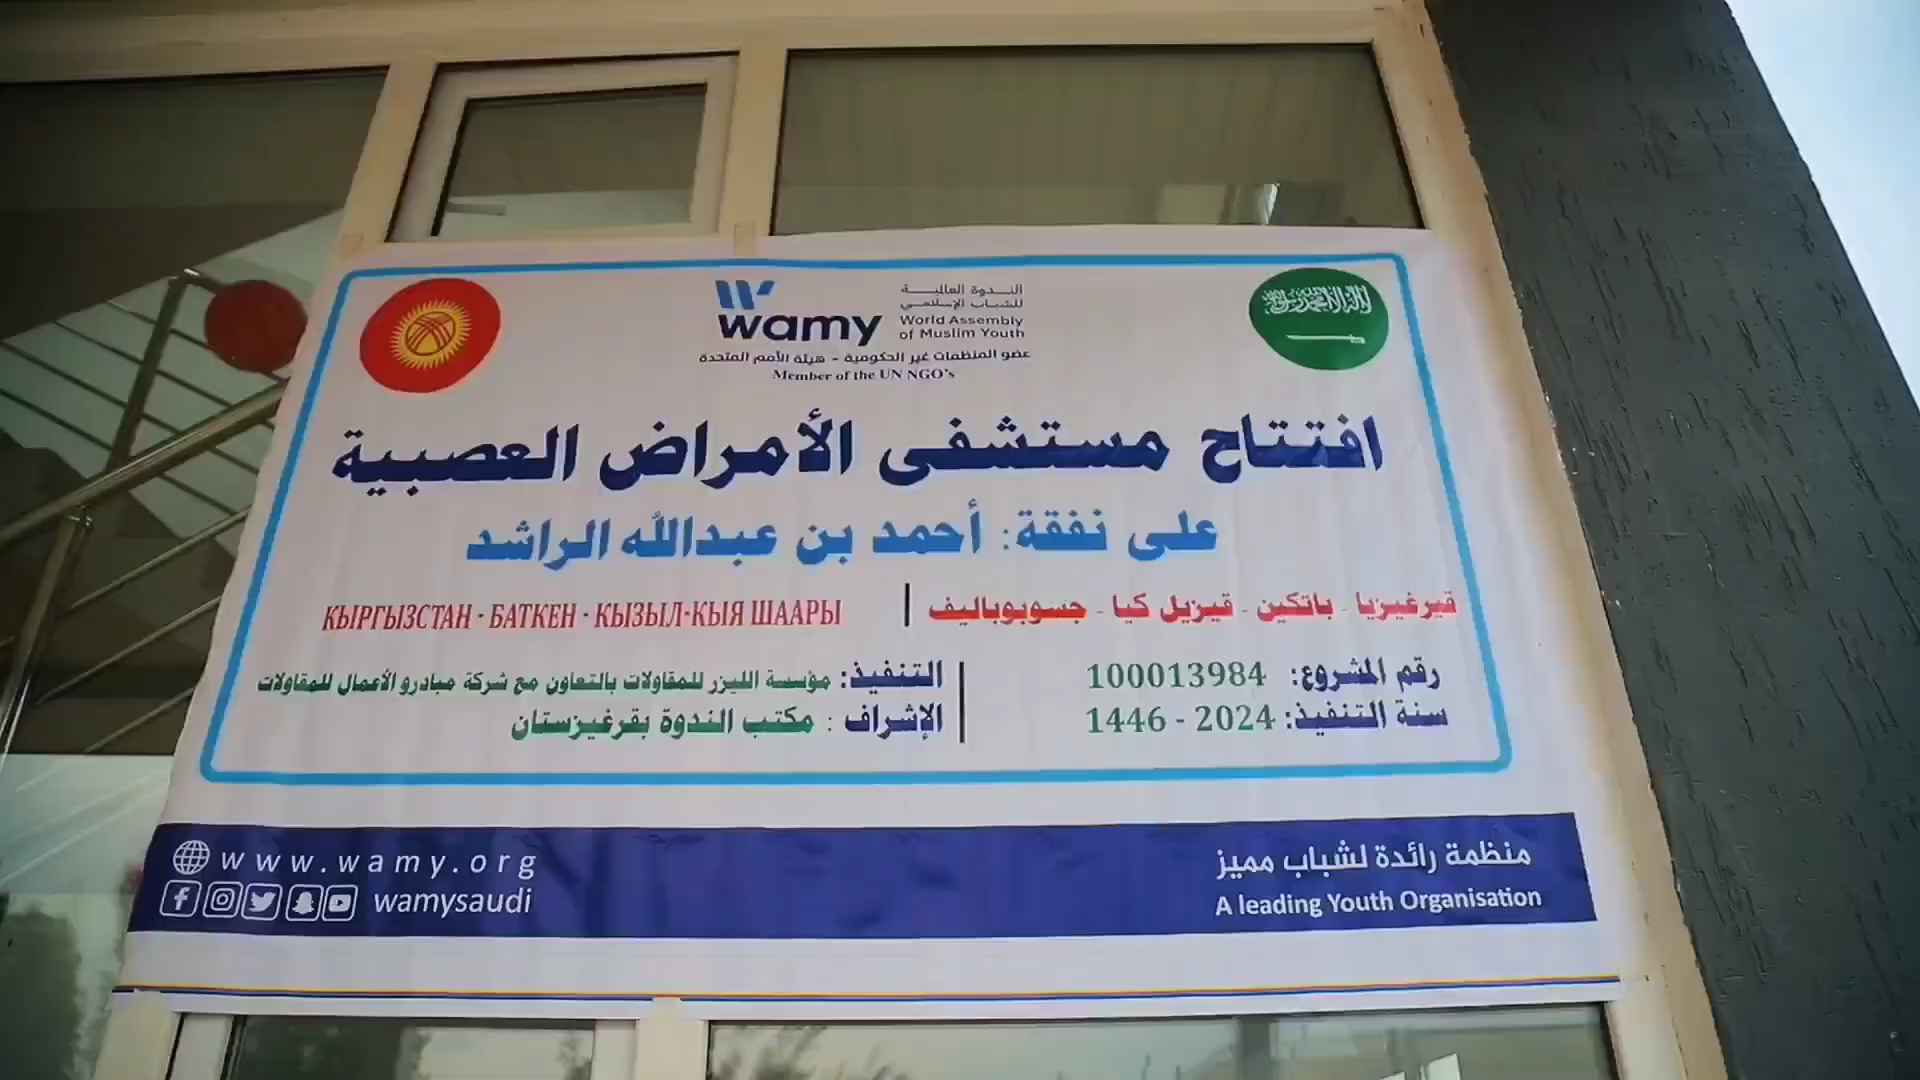 wamy
الندوة العالمية
للشباب الإسلامي
World Assembly
of Muslim Youth
عضو المنظمات غير الحكومية - هيئة الأمم المتحدة
Member of the UN NGO's
افتتاح مستشفى الأمراض العصبية
على نفقة: أحمد بن عبدالله الراشد
قيرغيزيا - باتكين - قيزيل كيا - جسوبوباليف | КЫРГЫЗСТАН - БАТКЕН - КЫЗЫЛ-КЫЯ ШААРЫ
رقم المشروع: 100013984
سنة التنفيذ: 2024 - 1446
التنفيذ: مؤسسة الليزر للمقاولات بالتعاون مع شركة مبادرو الأعمال للمقاولات
الإشراف : مكتب الندوة بقرغيزستان
www.wamy.org
wamysaudi
منظمة رائدة لشباب مميز
A leading Youth Organisation